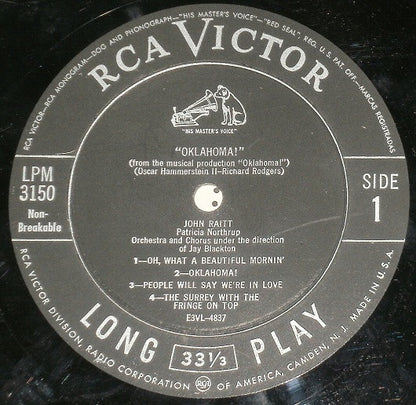 RCA VICTOR—RCA MONOGRAM—DOG AND PHONOGRAPH—"HIS MASTER'S VOICE"—"RED SEAL", REG. U. S. PAT. OFF.—MARCAS REGISTRADAS
RCA VICTOR
"HIS MASTER'S VOICE"
"OKLAHOMA!"
(from the musical production "Oklahoma!")
(Oscar Hammerstein II—Richard Rodgers)
LPM
3150
Non-
Breakable
SIDE
1
JOHN RAITT
Patricia Northrup
Orchestra and Chorus under the direction
of Jay Blackton
1—OH, WHAT A BEAUTIFUL MORNIN'
2—OKLAHOMA!
3—PEOPLE WILL SAY WE'RE IN LOVE
4—THE SURREY WITH THE
FRINGE ON TOP
E3VL-4837
LONG 33⅓ PLAY
RCA VICTOR DIVISION, RADIO CORPORATION RCA OF AMERICA, CAMDEN, N. J. MADE IN U.S.A.